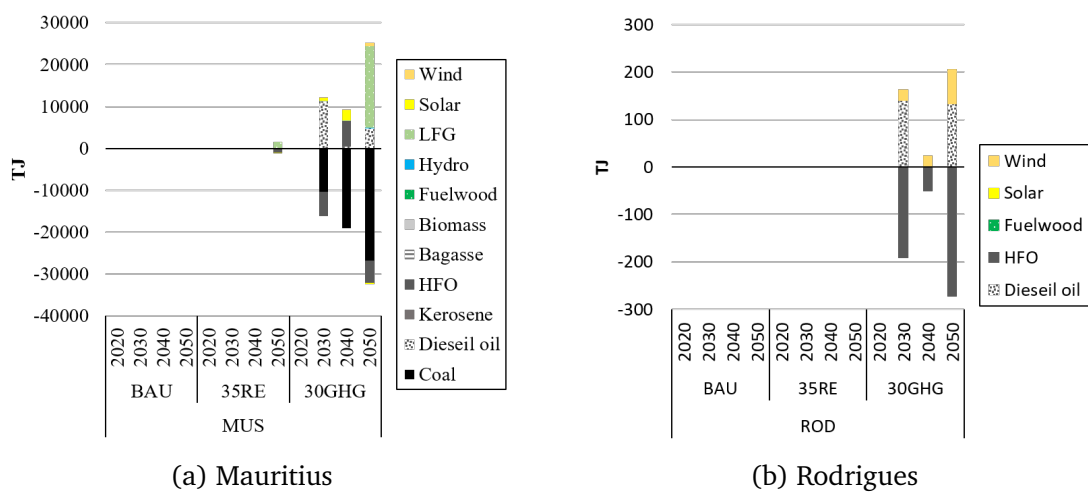 30000
20000
10000
0
-10000
-20000
-30000
-40000
TJ
2020 2030 2040 2050 2020 2030 2040 2050 2020 2030 2040 2050
BAU 35RE 30GHG
MUS
Wind
Solar
LFG
Hydro
Fuelwood
Biomass
Bagasse
HFO
Kerosene
Dieseil oil
Coal
(a) Mauritius
300
200
100
0
-100
-200
-300
TJ
2020 2030 2040 2050 2020 2030 2040 2050 2020 2030 2040 2050
BAU 35RE 30GHG
ROD
Wind
Solar
Fuelwood
HFO
Dieseil oil
(b) Rodrigues